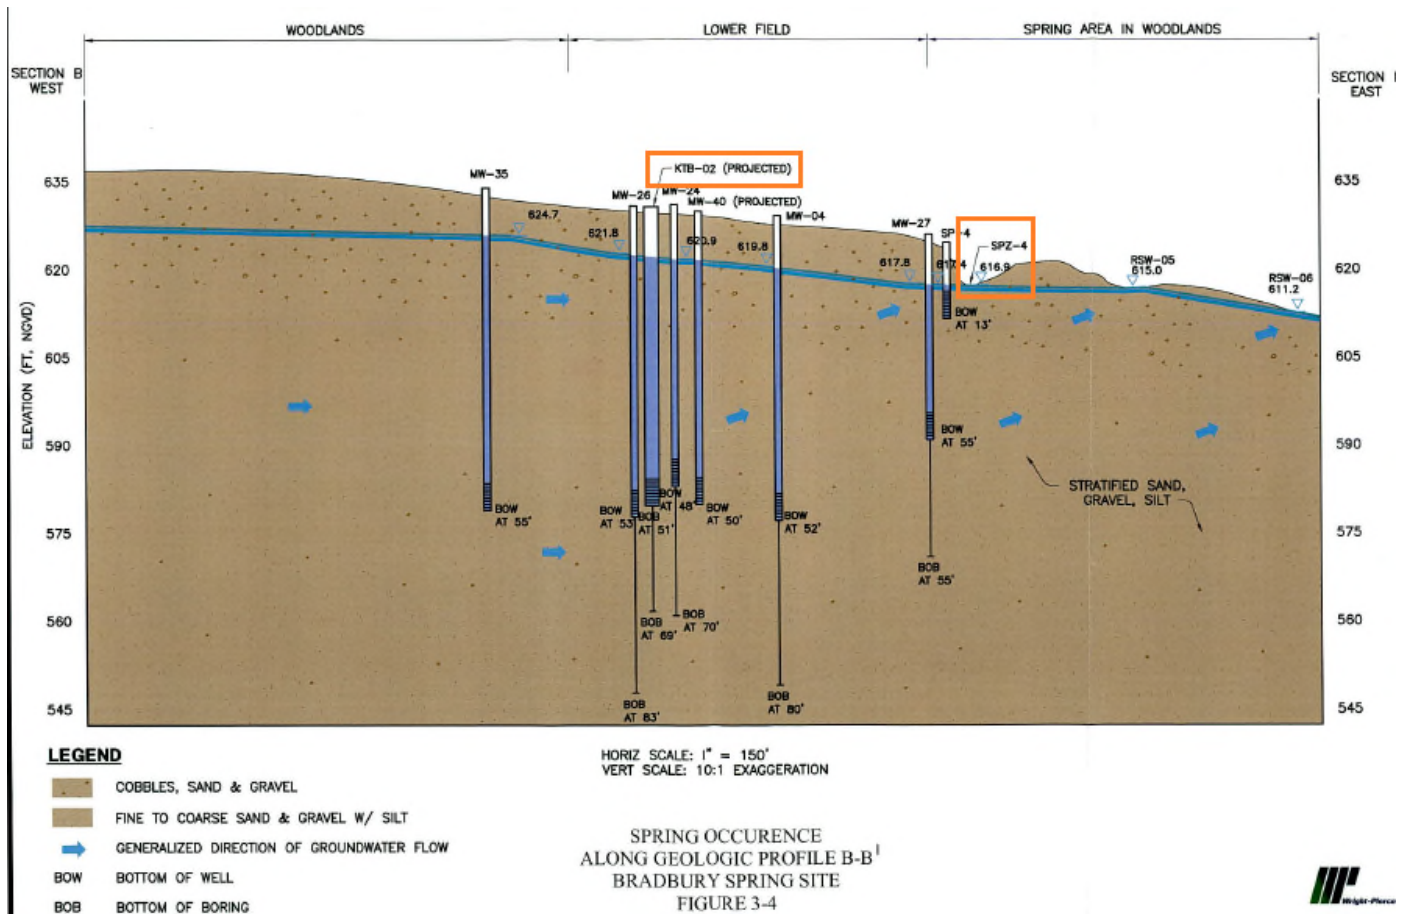 WOODLANDS
LOWER FIELD
SPRING AREA IN WOODLANDS
SECTION B
WEST
SECTION I
EAST
KTB-02 (PROJECTED)
MW-35
MW-26
MW-24
MW-40 (PROJECTED)
MW-04
MW-27
SP-4
SPZ-4
RSW-05
615.0
RSW-06
611.2
624.7
621.8
620.9
619.8
617.8
617.4
616.9
635
620
605
590
575
560
545
635
620
605
590
575
560
545
ELEVATION (FT, NGVD)
BOW
AT 13'
BOW
AT 55'
BOW
AT 55'
BOW
AT 53'
BOB
AT 51'
BOW
AT 48'
BOW
AT 50'
BOW
AT 52'
BOB
AT 55'
BOB
AT 69'
BOB
AT 70'
BOB
AT 83'
BOB
AT 80'
STRATIFIED SAND,
GRAVEL, SILT
LEGEND
COBBLES, SAND & GRAVEL
FINE TO COARSE SAND & GRAVEL W/ SILT
GENERALIZED DIRECTION OF GROUNDWATER FLOW
BOW BOTTOM OF WELL
BOB BOTTOM OF BORING
HORIZ SCALE: 1" = 150'
VERT SCALE: 10:1 EXAGGERATION
SPRING OCCURENCE
ALONG GEOLOGIC PROFILE B-B'
BRADBURY SPRING SITE
FIGURE 3-4
Wright-Pierce